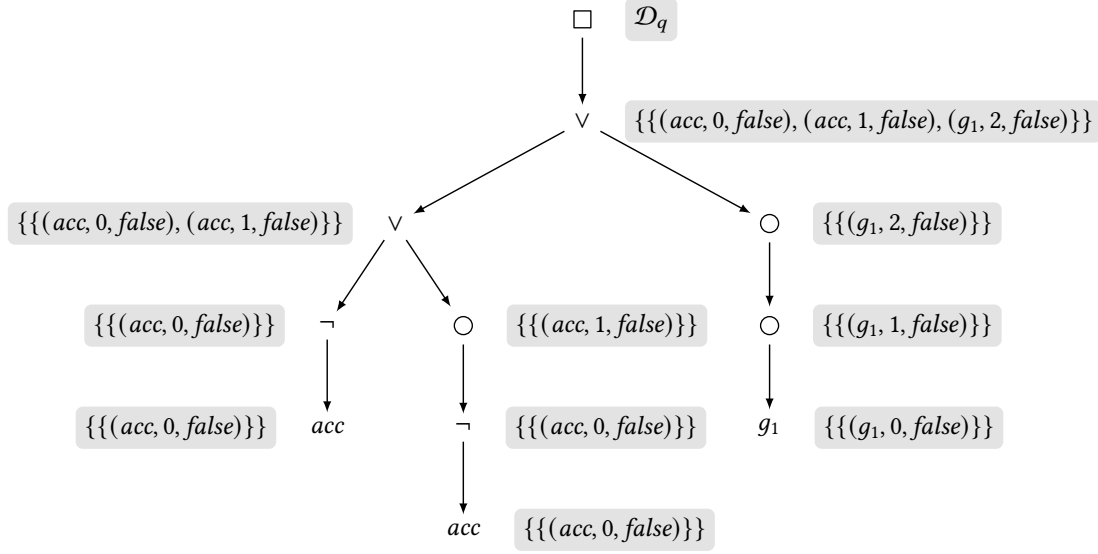 □ 𝒟_q
∨ {{(acc, 0, false), (acc, 1, false), (g₁, 2, false)}}
{{(acc, 0, false), (acc, 1, false)}} ∨ ○ {{(g₁, 2, false)}}
{{(acc, 0, false)}} ¬ ○ {{(acc, 1, false)}} ○ {{(g₁, 1, false)}}
{{(acc, 0, false)}} acc ¬ {{(acc, 0, false)}} g₁ {{(g₁, 0, false)}}
acc {{(acc, 0, false)}}